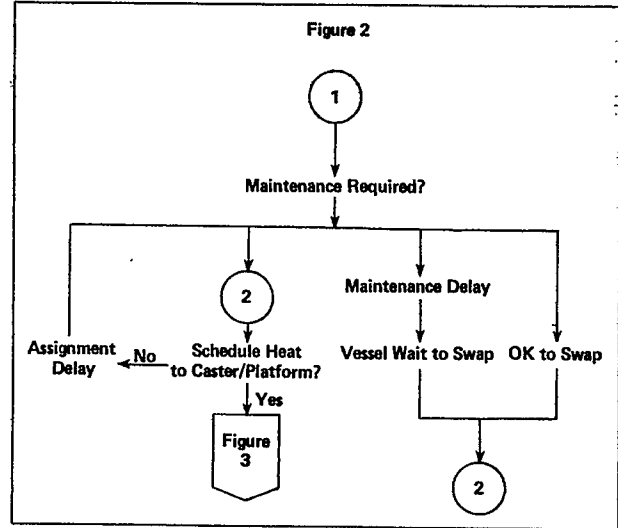 Figure 2
1
Maintenance Required?
2
Maintenance Delay
Assignment
Delay
No
Schedule Heat
to Caster/Platform?
Vessel Wait to Swap
OK to Swap
Yes
Figure
3
2